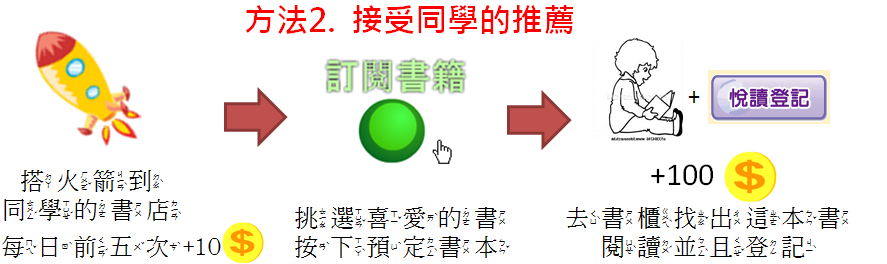 方法2. 接受同學的推薦
訂閱書籍
+
悅讀登記
+100 $
搭火箭到
同學的書店
每日前五次+10 $
挑選喜愛的書
按下預定書本
去書櫃找出這本書
閱讀並且登記